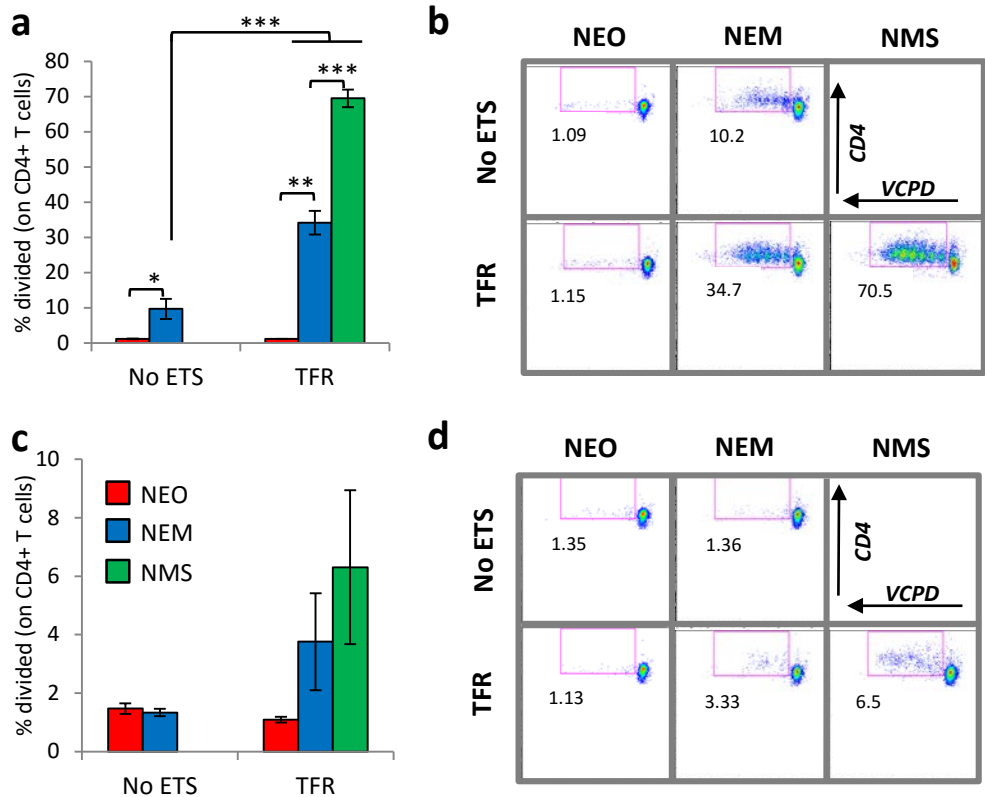 a
***
***
**
*
% divided (on CD4+ T cells)
80
70
60
50
40
30
20
10
0
No ETS
TFR
b
NEO
NEM
NMS
No ETS
1.09
10.2
CD4
VCPD
TFR
1.15
34.7
70.5
c
% divided (on CD4+ T cells)
10
8
6
4
2
0
NEO
NEM
NMS
No ETS
TFR
d
NEO
NEM
NMS
No ETS
1.35
1.36
CD4
VCPD
TFR
1.13
3.33
6.5